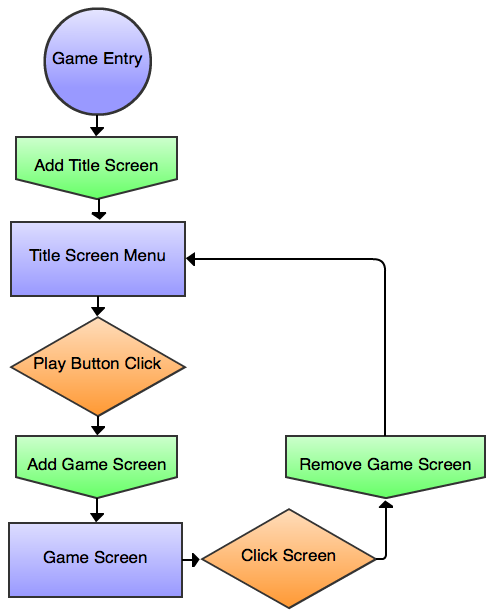 Game Entry
Add Title Screen
Title Screen Menu
Play Button Click
Add Game Screen
Remove Game Screen
Game Screen
Click Screen